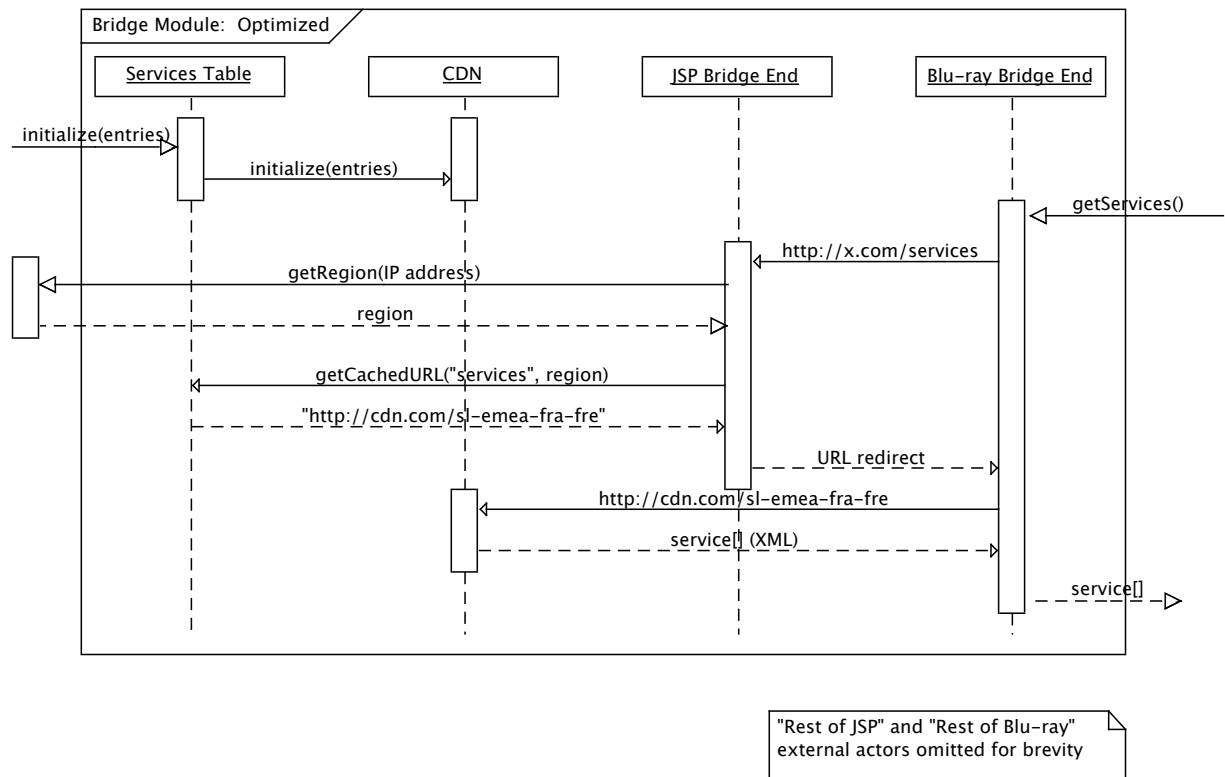 Bridge Module:  Optimized
Services Table
CDN
JSP Bridge End
Blu-ray Bridge End
initialize(entries)
initialize(entries)
getServices()
http://x.com/services
getRegion(IP address)
region
getCachedURL("services", region)
"http://cdn.com/sl-emea-fra-fre"
URL redirect
http://cdn.com/sl-emea-fra-fre
service[] (XML)
service[]
"Rest of JSP" and "Rest of Blu-ray"
external actors omitted for brevity